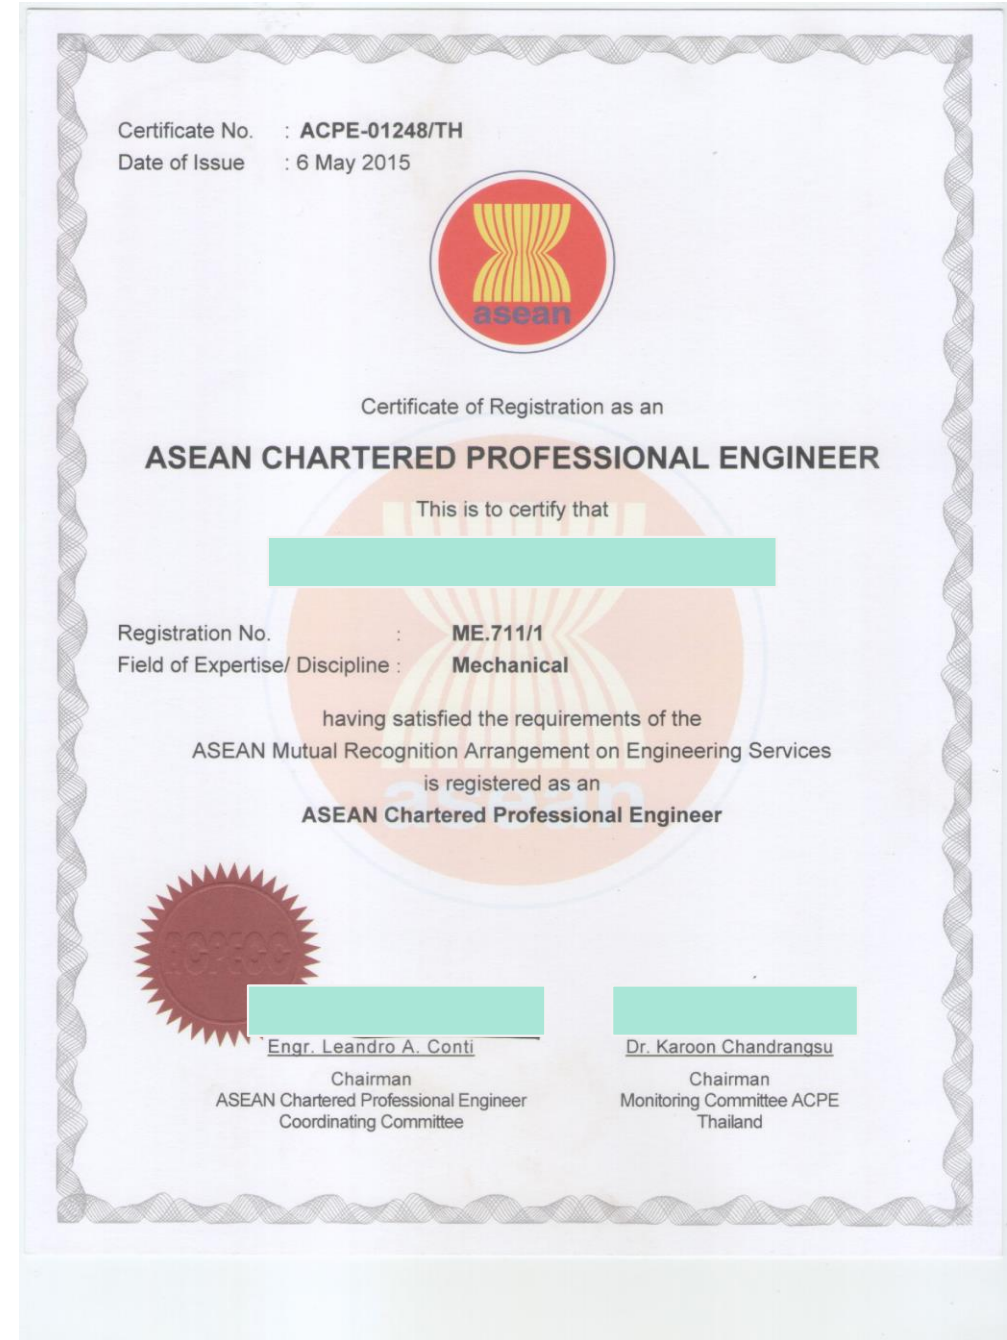 Certificate No. : ACPE-01248/TH
Date of Issue : 6 May 2015
asean
Certificate of Registration as an
ASEAN CHARTERED PROFESSIONAL ENGINEER
This is to certify that
Registration No. : ME.711/1
Field of Expertise/ Discipline : Mechanical
having satisfied the requirements of the
ASEAN Mutual Recognition Arrangement on Engineering Services
is registered as an
asean
ASEAN Chartered Professional Engineer
Engr. Leandro A. Conti
Chairman
ASEAN Chartered Professional Engineer
Coordinating Committee
Dr. Karoon Chandrangsu
Chairman
Monitoring Committee ACPE
Thailand